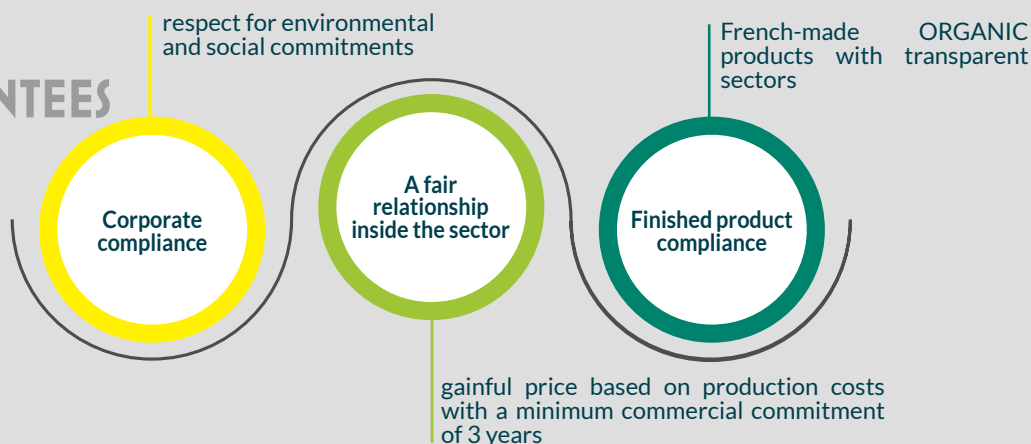 respect for environmental
and social commitments
French-made ORGANIC
products with transparent
sectors
NTEES
Corporate
compliance
A fair
relationship
inside the sector
Finished product
compliance
gainful price based on production costs
with a minimum commercial commitment
of 3 years